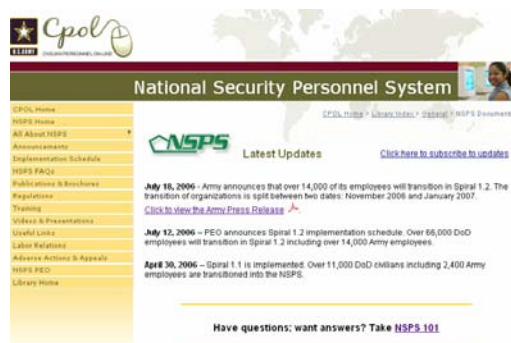 U.S. ARMY
Cpol
CIVILIAN PERSONNEL ON-LINE
National Security Personnel System
CPOL Home > Library Index > General > NSPS Document
CPOL Home
NSPS Home
All About NSPS
Announcements
Implementation Schedule
NSPS FAQs
Publications & Brochures
Regulations
Training
Videos & Presentations
Useful Links
Labor Relations
Adverse Actions & Appeals
NSPS PEO
Library Home
NSPS
Latest Updates
Click here to subscribe to updates
July 18, 2006 - Army announces that over 14,000 of its employees will transition in Spiral 1.2. The
transition of organizations is split between two dates: November 2006 and January 2007.
Click to view the Army Press Release
July 12, 2006 – PEO announces Spiral 1.2 implementation schedule. Over 66,000 DoD
employees will transition in Spiral 1.2 including over 14,000 Army employees.
April 30, 2006 – Spiral 1.1 is implemented. Over 11,000 DoD civilians including 2,400 Army
employees are transitioned into the NSPS.
Have questions; want answers? Take NSPS 101